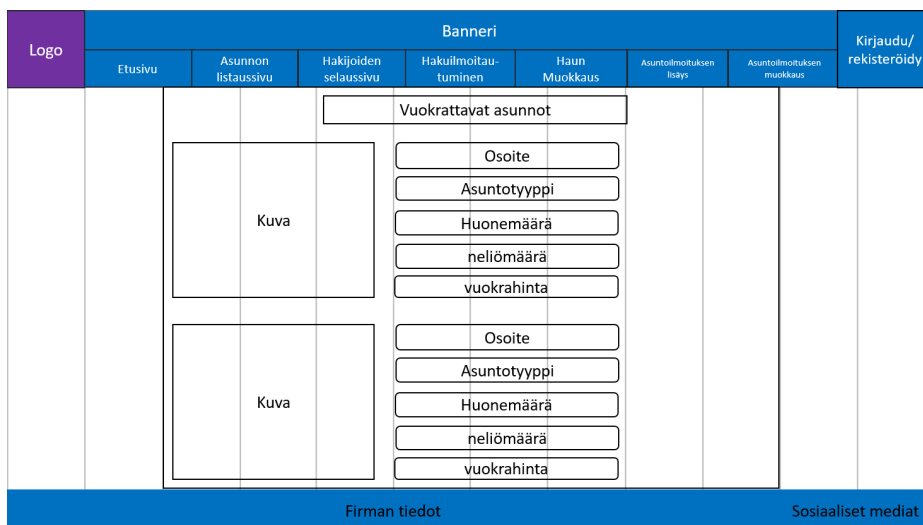 Logo
Banneri
Kirjaudu/
rekisteröidy
Etusivu
Asunnon
listaussivu
Hakijoiden
selaussivu
Hakuilmoitau-
tuminen
Haun
Muokkaus
Asuntoilmoituksen
lisäys
Asuntoilmoituksen
muokkaus
Vuokrattavat asunnot
Kuva
Osoite
Asuntotyyppi
Huonemäärä
neliömäärä
vuokrahinta
Kuva
Osoite
Asuntotyyppi
Huonemäärä
neliömäärä
vuokrahinta
Firman tiedot
Sosiaaliset mediat